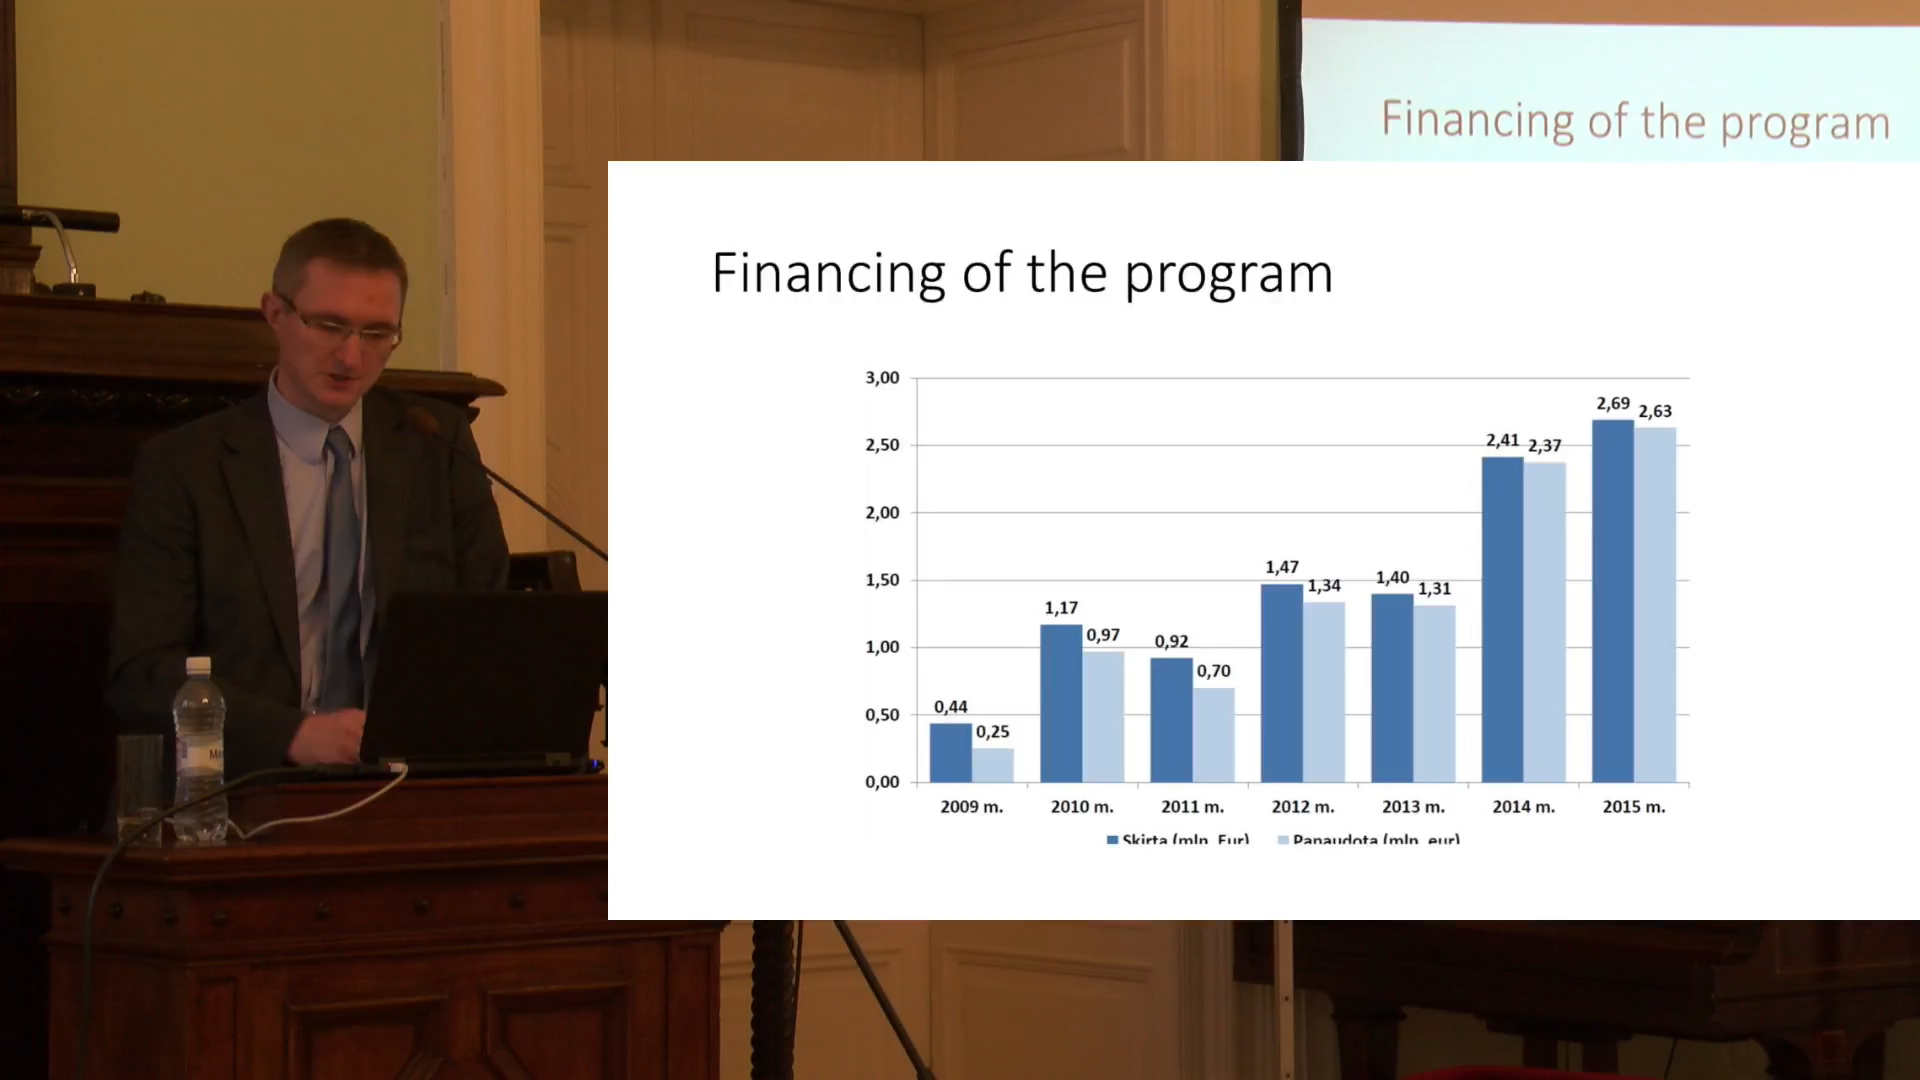 Financing of the program
Financing of the program
3,00
2,50
2,00
1,50
1,00
0,50
0,00
0,44
0,25
1,17
0,97
0,92
0,70
1,47
1,34
1,40
1,31
2,41
2,37
2,69
2,63
2009 m.
2010 m.
2011 m.
2012 m.
2013 m.
2014 m.
2015 m.
Skirta (mln. Eur)
Panaudota (mln. eur)